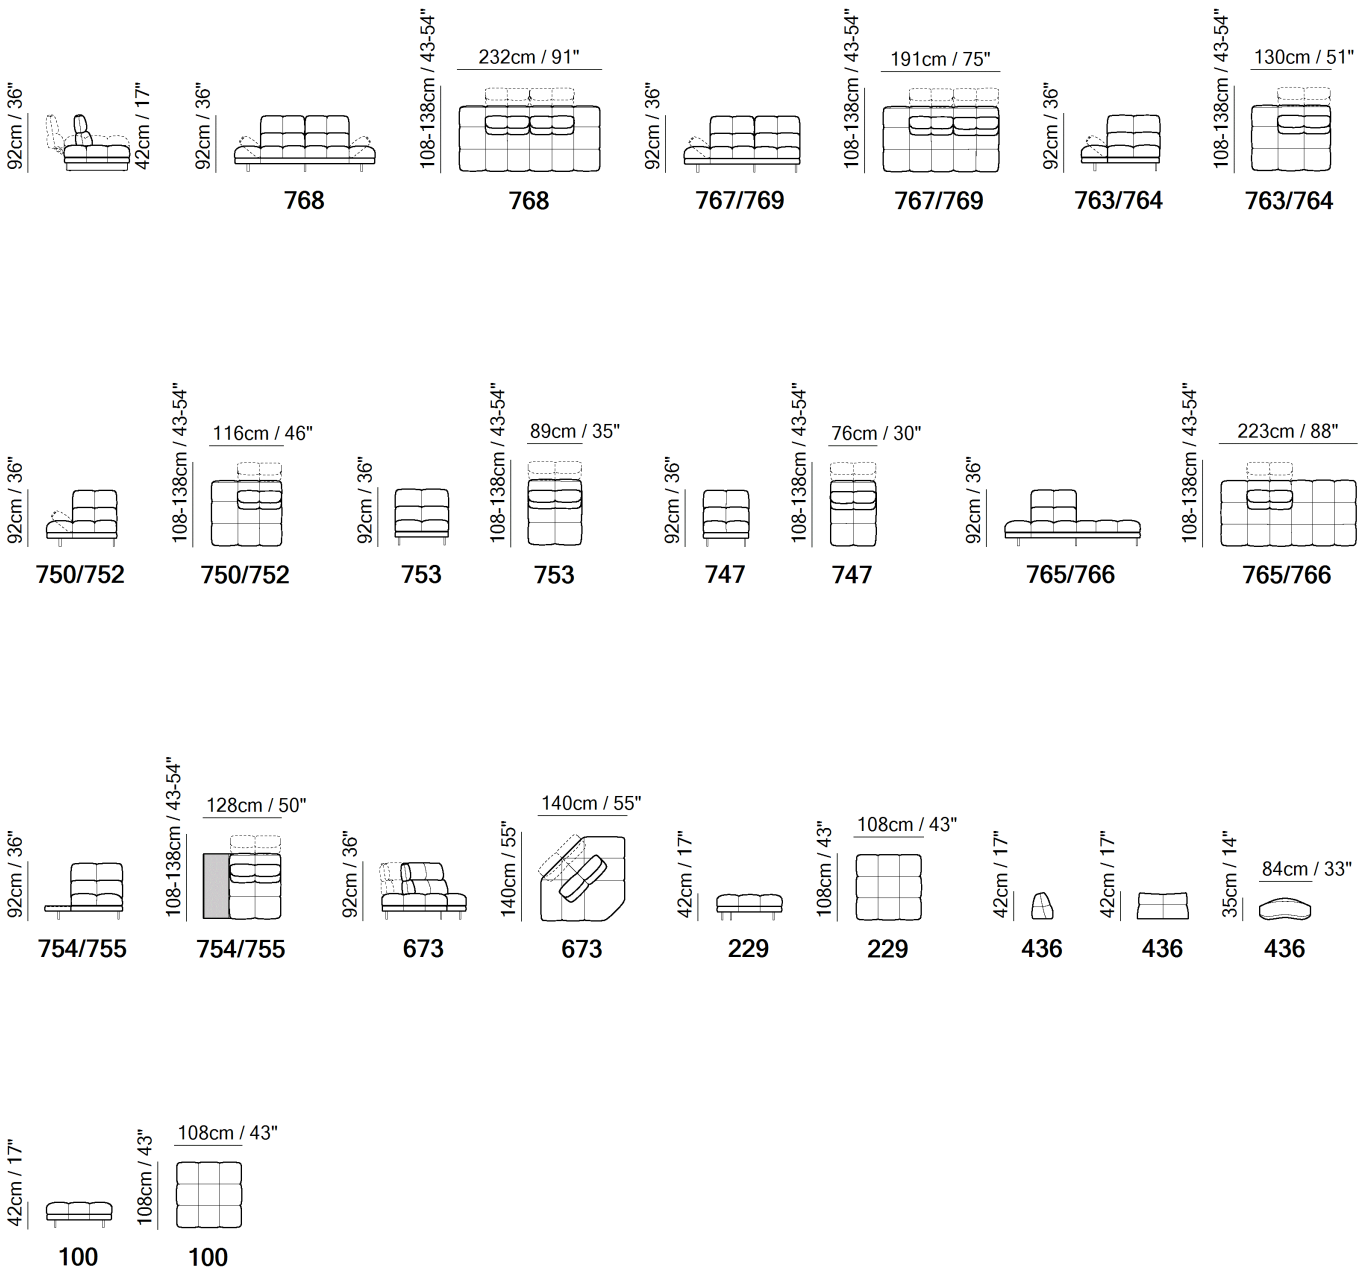 92cm / 36"
42cm / 17"
92cm / 36"
768
108-138cm / 43-54"
232cm / 91"
768
92cm / 36"
767/769
108-138cm / 43-54"
191cm / 75"
767/769
92cm / 36"
763/764
108-138cm / 43-54"
130cm / 51"
763/764
92cm / 36"
750/752
108-138cm / 43-54"
116cm / 46"
750/752
92cm / 36"
753
108-138cm / 43-54"
89cm / 35"
753
92cm / 36"
747
108-138cm / 43-54"
76cm / 30"
747
92cm / 36"
765/766
108-138cm / 43-54"
223cm / 88"
765/766
92cm / 36"
754/755
108-138cm / 43-54"
128cm / 50"
754/755
92cm / 36"
673
140cm / 55"
140cm / 55"
673
42cm / 17"
229
108cm / 43"
108cm / 43"
229
42cm / 17"
436
42cm / 17"
436
35cm / 14"
84cm / 33"
436
42cm / 17"
100
108cm / 43"
108cm / 43"
100